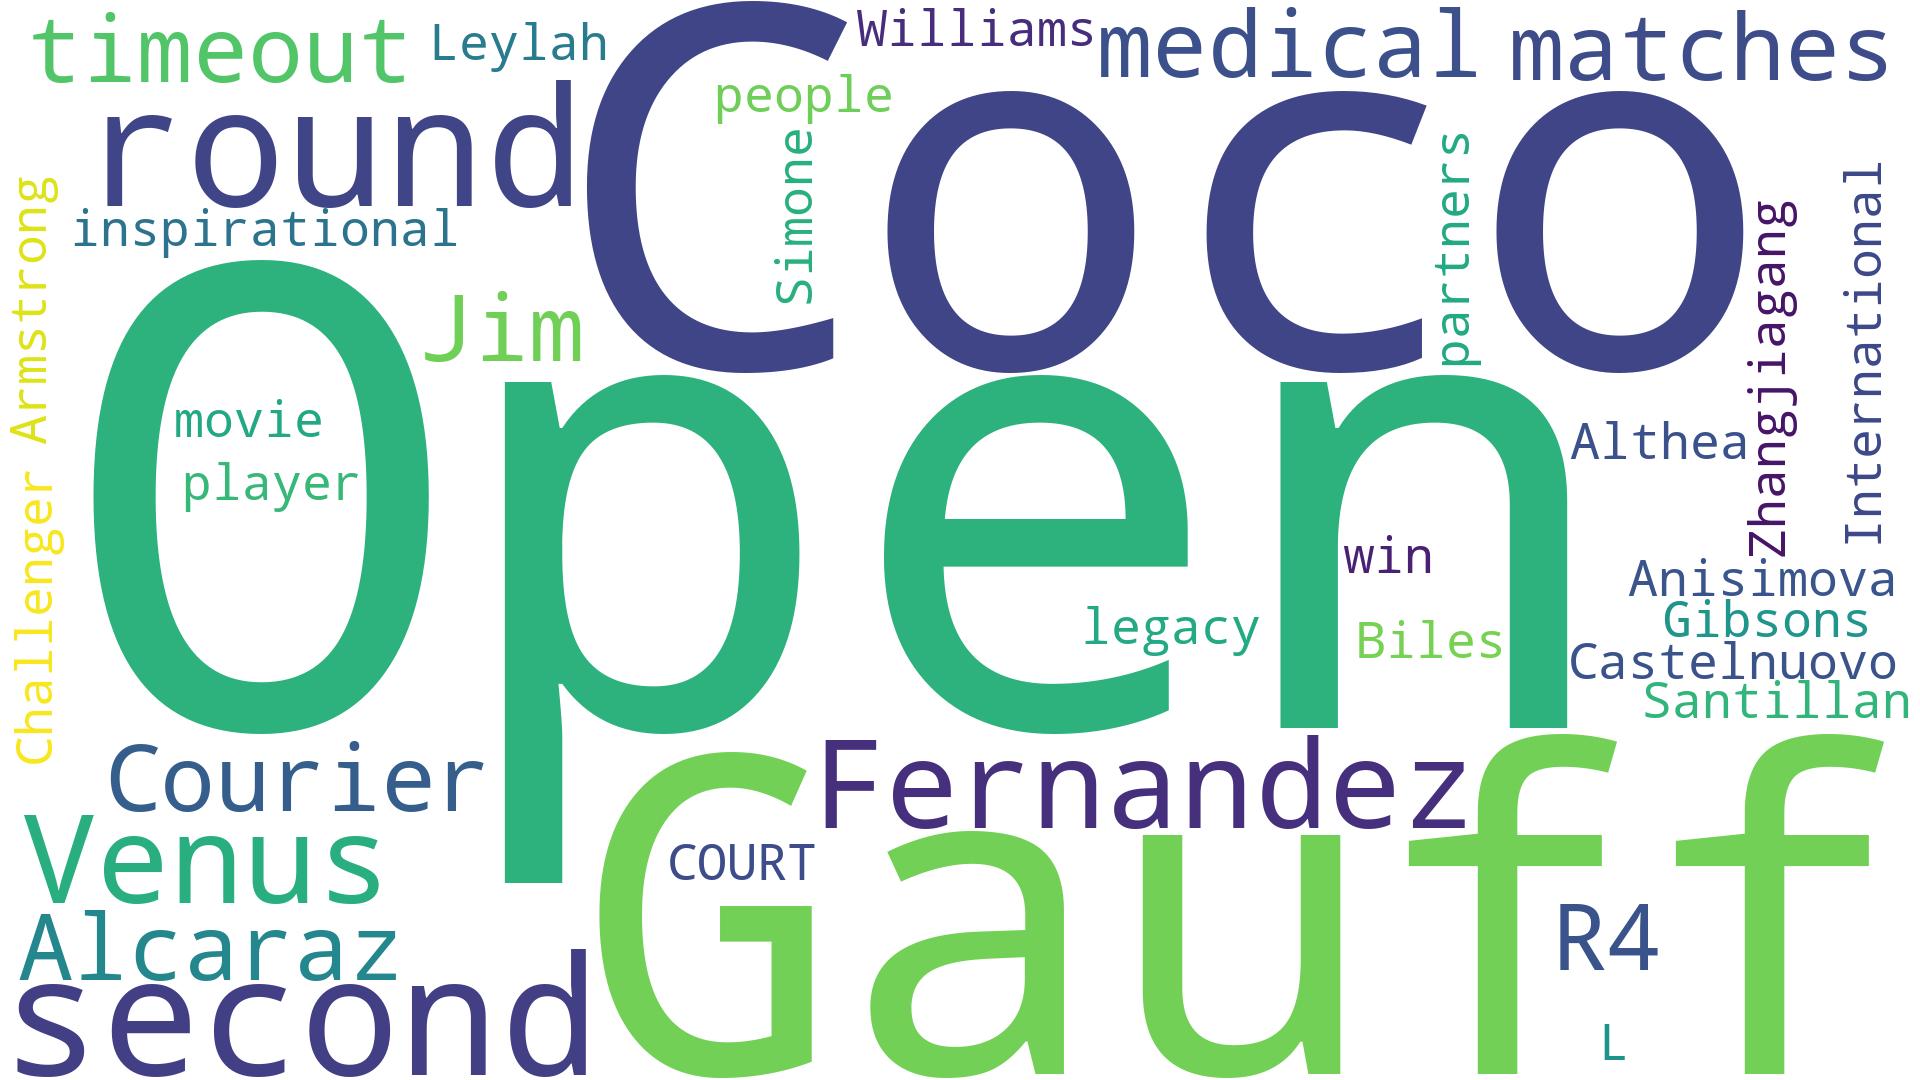 timeout
Leylah
Williams
medical
matches
Coco
people
round
Simone
partners
inspirational
Armstrong
International
Zhangjiagang
Open
Jim
movie
player
Althea
win
Anisimova
Gibsons
legacy
Biles
Castelnuovo
Santillan
Challenger
Courier
Fernandez
Gauff
Venus
COURT
Alcaraz
R4
second
L